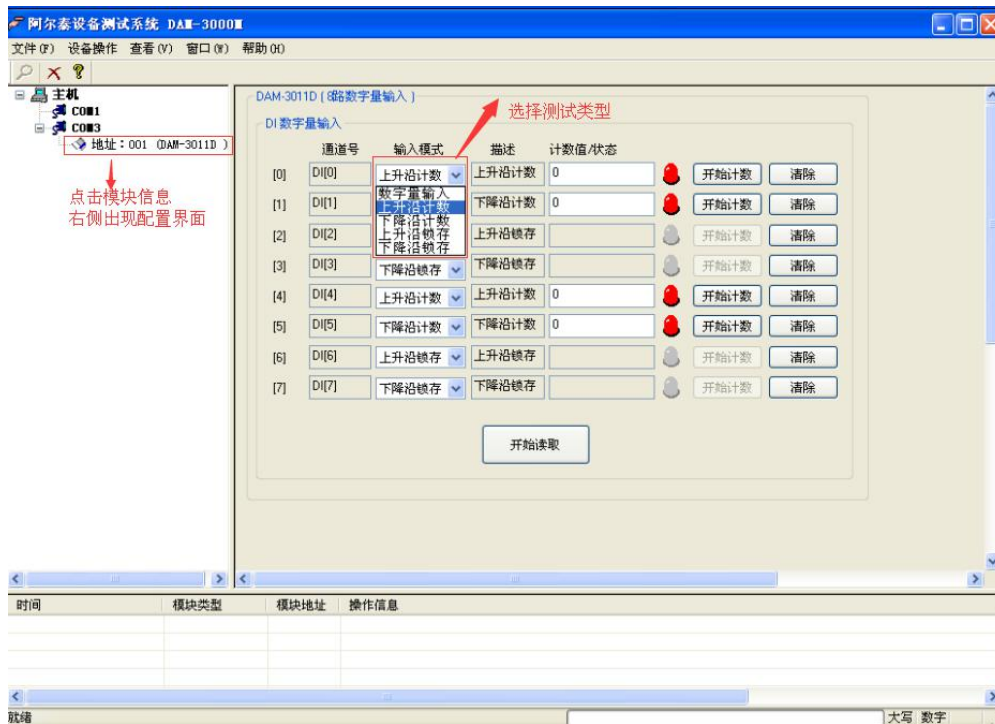 阿尔泰设备测试系统 DAM-3000M
文件(F) 设备操作 查看(V) 窗口(W) 帮助(H)
主机
COM1
COM3
地址：001 (DAM-3011D )
点击模块信息
右侧出现配置界面
DAM-3011D ( 8路数字量输入 )
选择测试类型
DI 数字量输入
通道号 输入模式 描述 计数值/状态
[0] DI[0] 上升沿计数 上升沿计数 0 开始计数 清除
数字量输入
上升沿计数
下降沿计数
上升沿锁存
下降沿锁存
[1] DI[1] 下降沿计数 0 开始计数 清除
[2] DI[2] 上升沿锁存 开始计数 清除
[3] DI[3] 下降沿锁存 下降沿锁存 开始计数 清除
[4] DI[4] 上升沿计数 上升沿计数 0 开始计数 清除
[5] DI[5] 下降沿计数 下降沿计数 0 开始计数 清除
[6] DI[6] 上升沿锁存 上升沿锁存 开始计数 清除
[7] DI[7] 下降沿锁存 下降沿锁存 开始计数 清除
开始读取
时间 模块类型 模块地址 操作信息
就绪 大写 数字